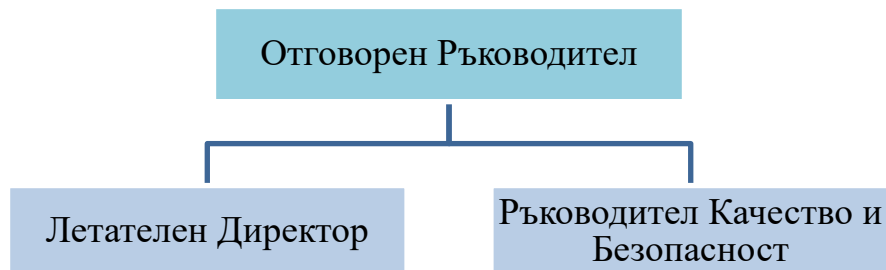 Отговорен Ръководител
Летателен Директор
Ръководител Качество и
Безопасност